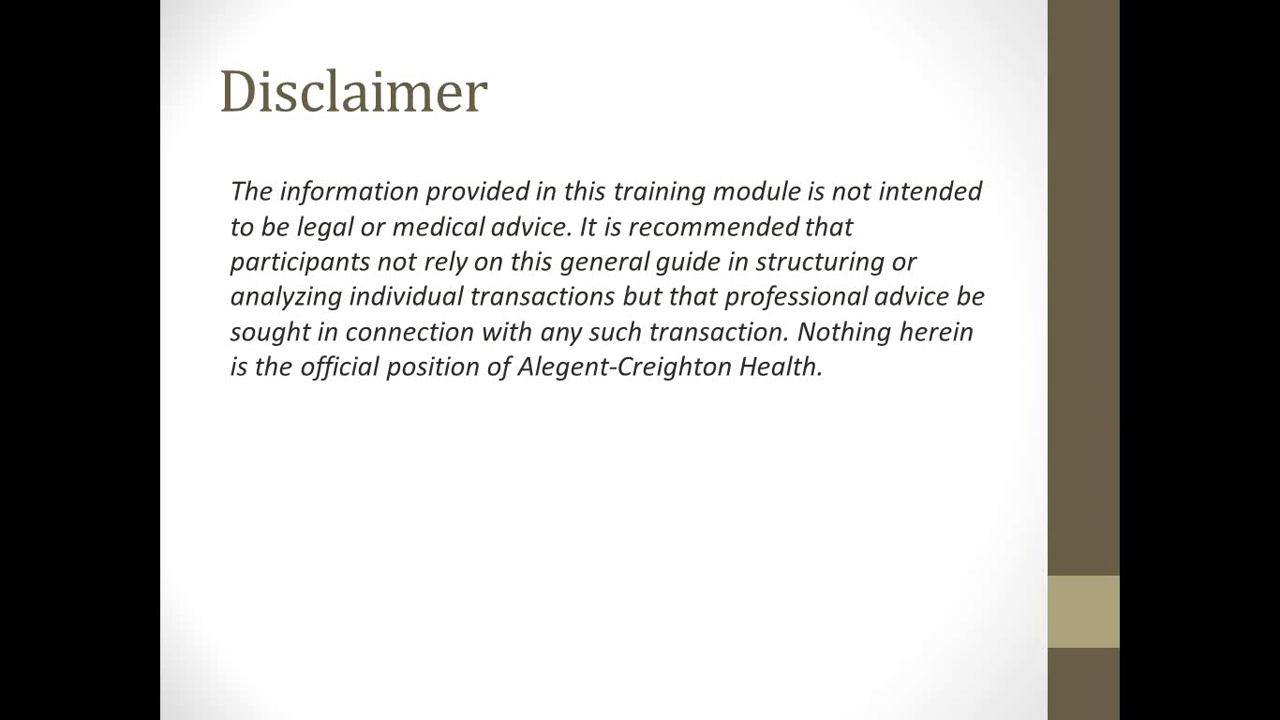 Disclaimer
The information provided in this training module is not intended
to be legal or medical advice. It is recommended that
participants not rely on this general guide in structuring or
analyzing individual transactions but that professional advice be
sought in connection with any such transaction. Nothing herein
is the official position of Alegent-Creighton Health.